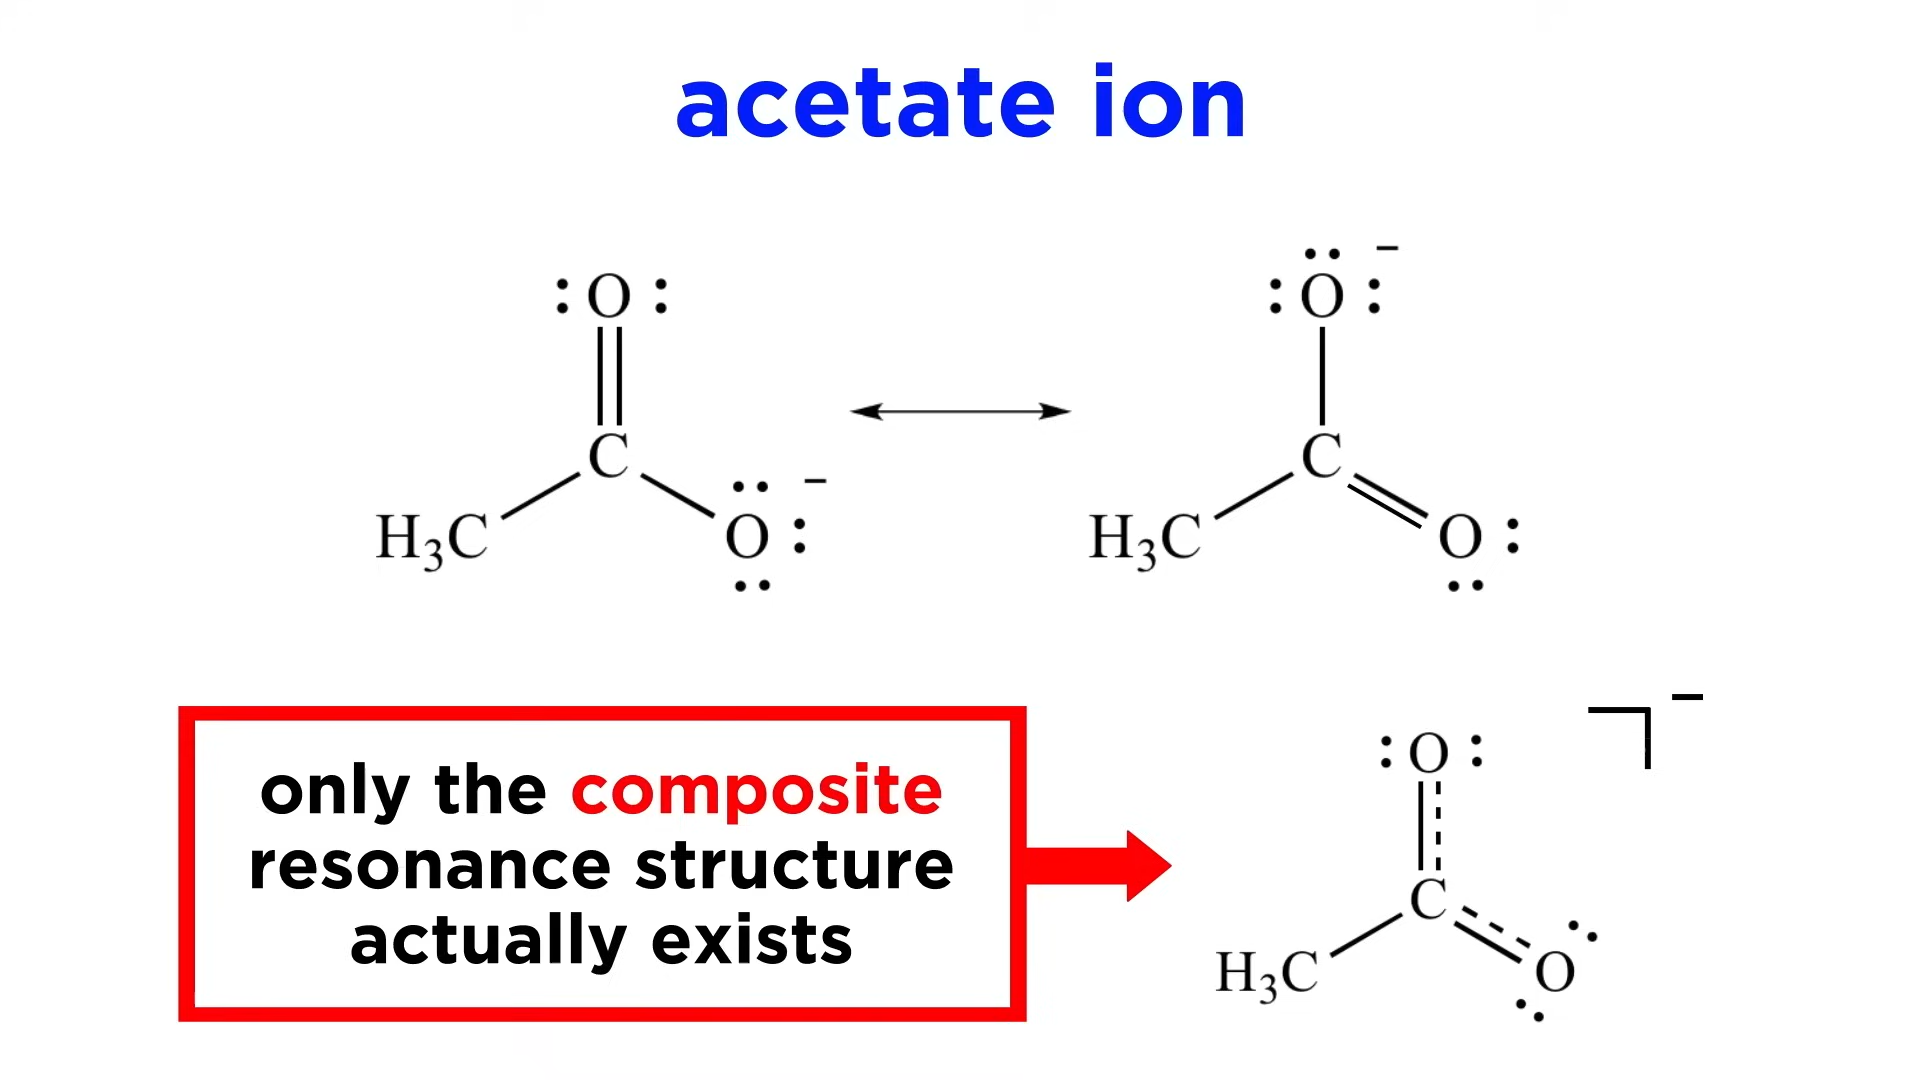 acetate ion
O
C
H₃C
O
−
O
−
C
H₃C
O
only the composite
resonance structure
actually exists
O
−
C
H₃C
O